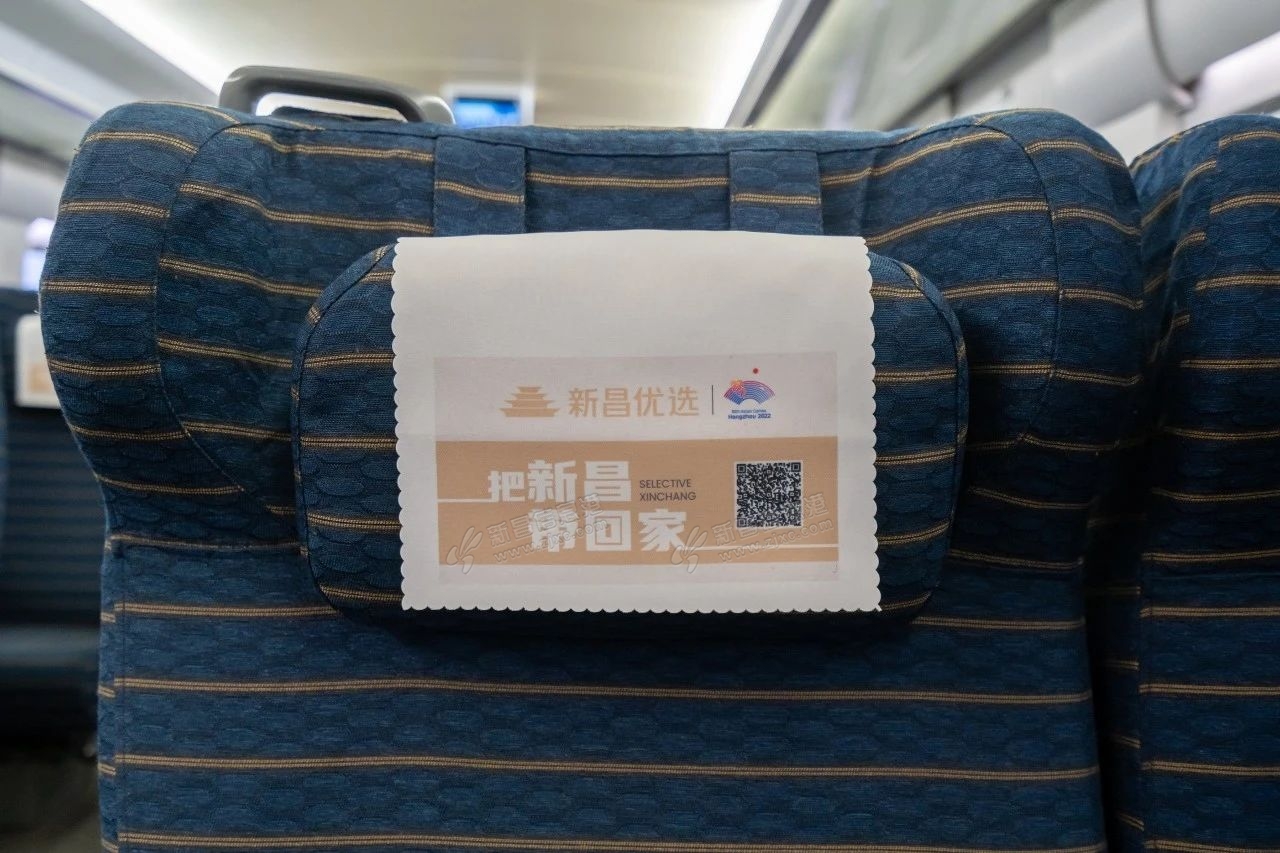 新昌优选
19th Asian Games
Hangzhou 2022
把新昌
SELECTIVE
XINCHANG
带回家